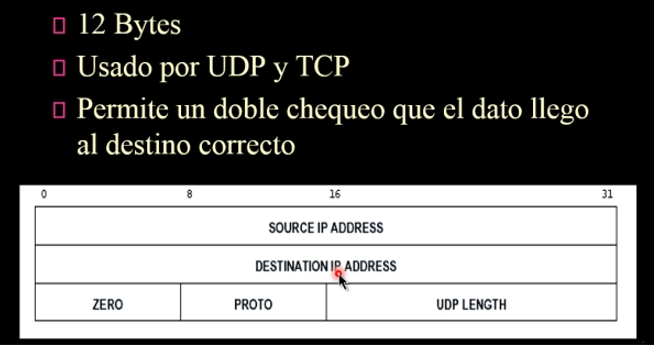 12 Bytes
Usado por UDP y TCP
Permite un doble chequeo que el dato llego
al destino correcto
0 8 16 31
SOURCE IP ADDRESS
DESTINATION IP ADDRESS
ZERO PROTO UDP LENGTH